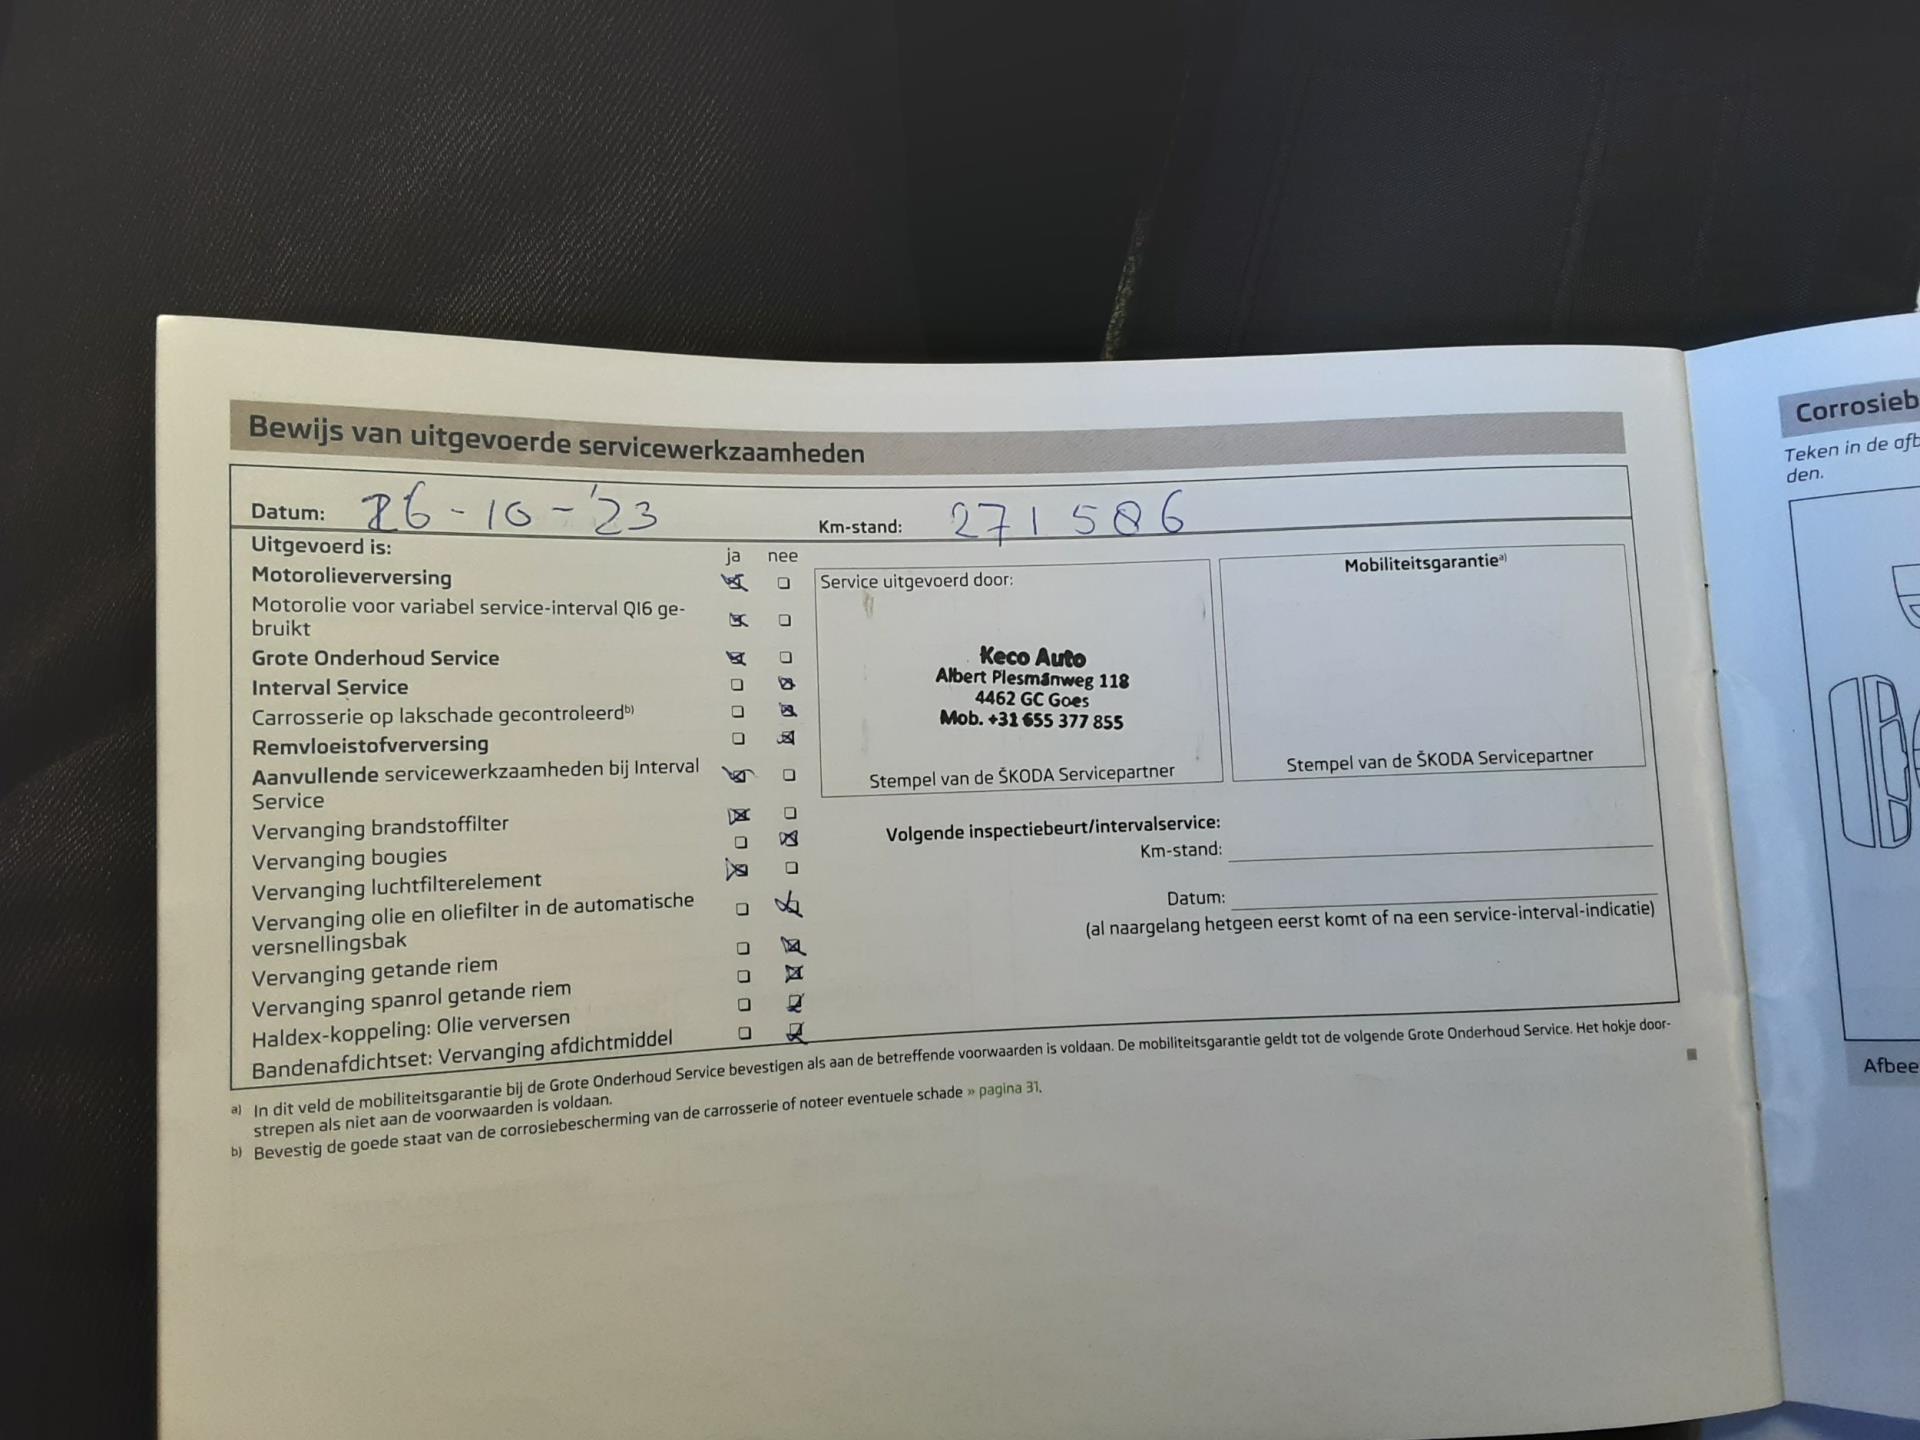 Bewijs van uitgevoerde servicewerkzaamheden
Datum: 26-10-'23
Km-stand: 271506
Uitgevoerd is:
ja nee
Motorolieverversing
Motorolie voor variabel service-interval QI6 ge-
bruikt
Grote Onderhoud Service
Interval Service
Carrosserie op lakschade gecontroleerd b)
Remvloeistofverversing
Aanvullende servicewerkzaamheden bij Interval
Service
Vervanging brandstoffilter
Vervanging bougies
Vervanging luchtfilterelement
Vervanging olie en oliefilter in de automatische
versnellingsbak
Vervanging getande riem
Vervanging spanrol getande riem
Haldex-koppeling: Olie verversen
Bandenafdichtset: Vervanging afdichtmiddel
Service uitgevoerd door:
Keco Auto
Albert Plesmanweg 118
4462 GC Goes
Mob. +31 655 377 855
Stempel van de ŠKODA Servicepartner
Mobiliteitsgarantie a)
Stempel van de ŠKODA Servicepartner
Volgende inspectiebeurt/intervalservice:
Km-stand:
Datum:
(al naargelang hetgeen eerst komt of na een service-interval-indicatie)
a) In dit veld de mobiliteitsgarantie bij de Grote Onderhoud Service bevestigen als aan de betreffende voorwaarden is voldaan. De mobiliteitsgarantie geldt tot de volgende Grote Onderhoud Service. Het hokje door-
strepen als niet aan de voorwaarden is voldaan.
b) Bevestig de goede staat van de corrosiebescherming van de carrosserie of noteer eventuele schade » pagina 31.
Corrosieb
Teken in de afb
den.
Afbee